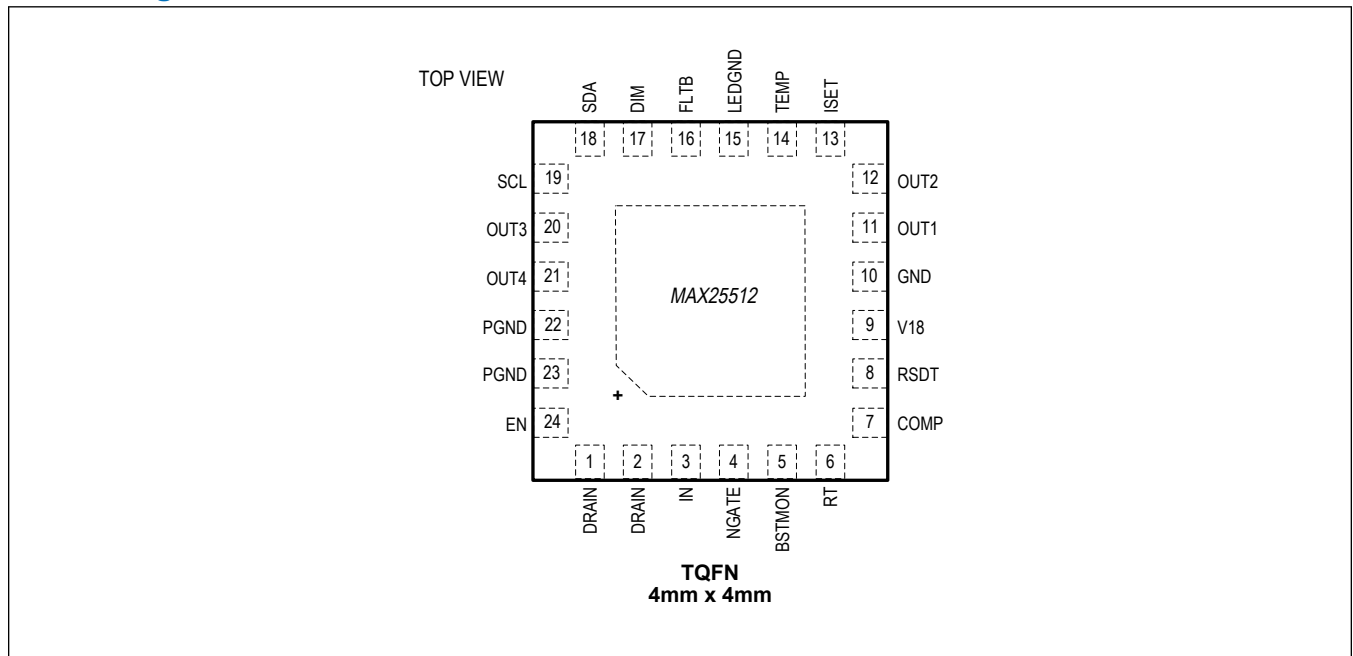 TOP VIEW
SDA
DIM
FLTB
LEDGND
TEMP
ISET
18
17
16
15
14
13
SCL 19
12 OUT2
OUT3 20
11 OUT1
OUT4 21
10 GND
MAX25512
PGND 22
9 V18
PGND 23
8 RSDT
+
EN 24
7 COMP
1
2
3
4
5
6
DRAIN
DRAIN
IN
NGATE
BSTMON
RT
TQFN
4mm x 4mm